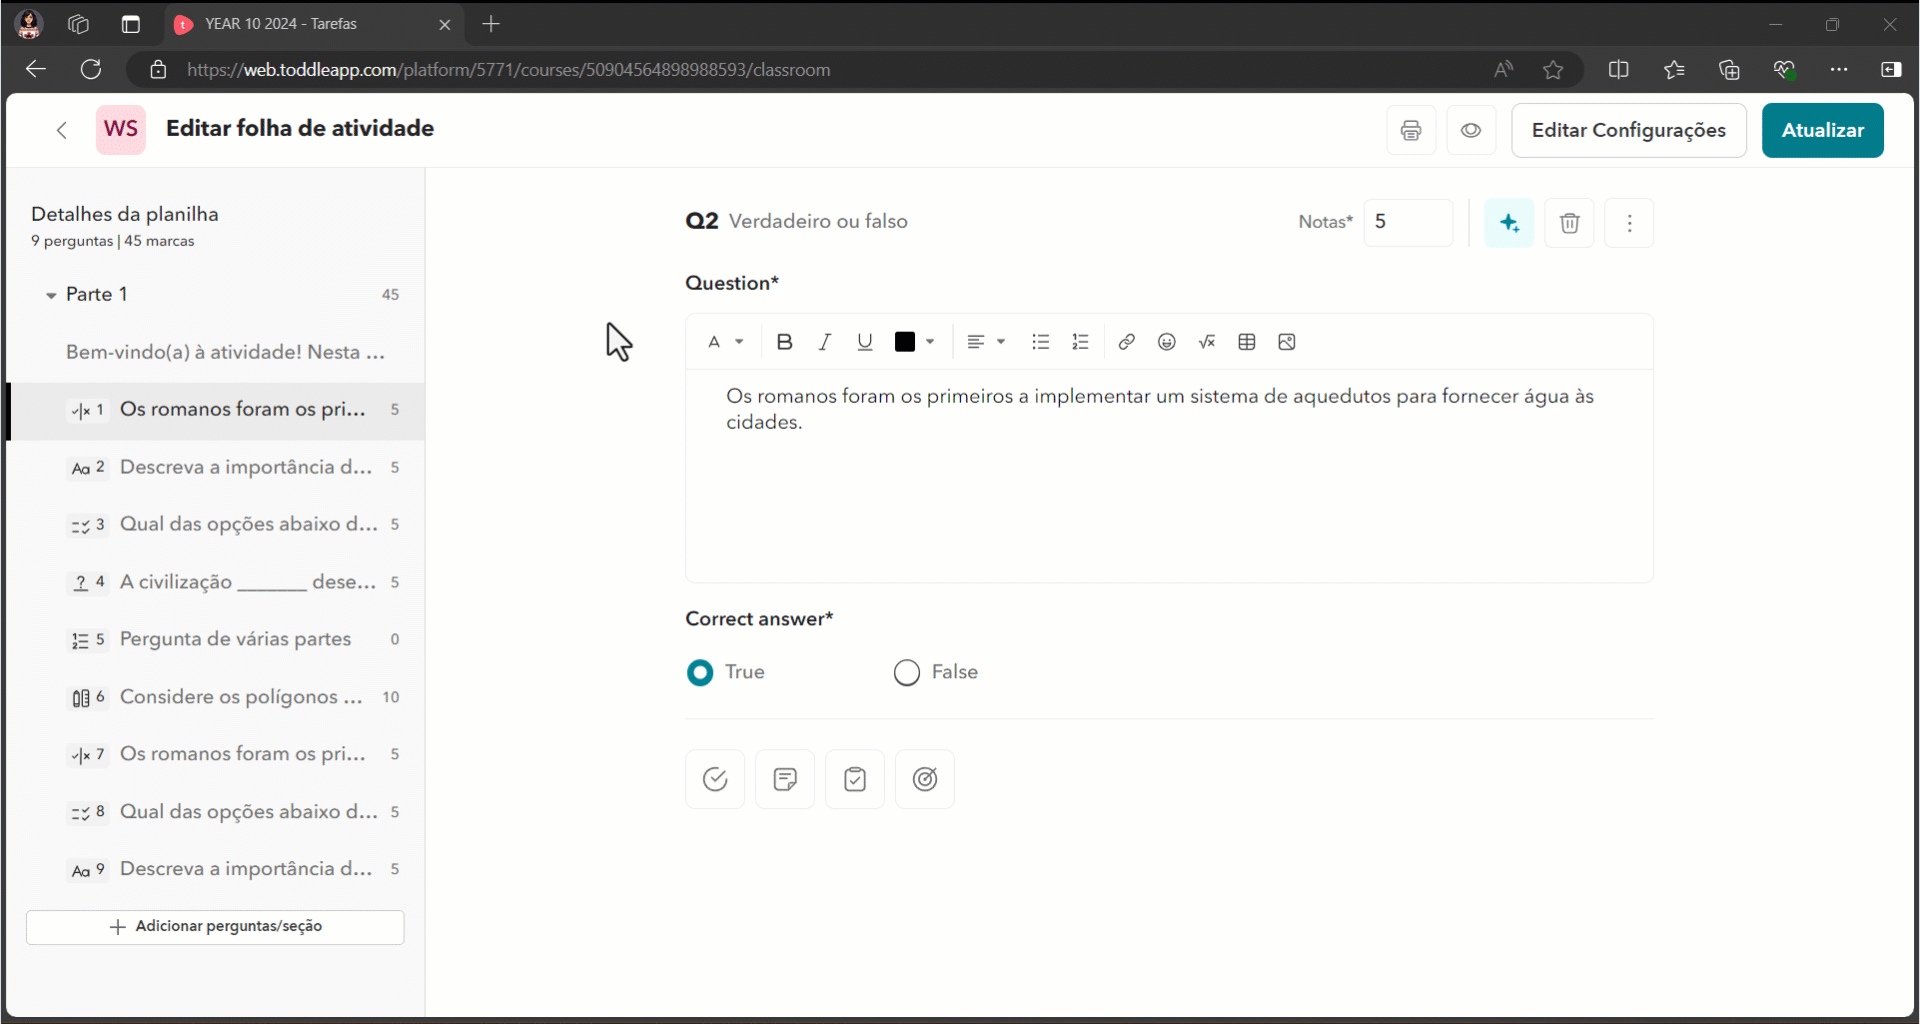 YEAR 10 2024 - Tarefas
https://web.toddleapp.com/platform/5771/courses/50904564898988593/classroom
WS
Editar folha de atividade
Editar Configurações
Atualizar
Detalhes da planilha
9 perguntas | 45 marcas
Parte 1 45
Bem-vindo(a) à atividade! Nesta ...
1 Os romanos foram os pri... 5
Aa 2 Descreva a importância d... 5
3 Qual das opções abaixo d... 5
? 4 A civilização _______ dese... 5
5 Pergunta de várias partes 0
6 Considere os polígonos ... 10
7 Os romanos foram os pri... 5
8 Qual das opções abaixo d... 5
Aa 9 Descreva a importância d... 5
Adicionar perguntas/seção
Q2 Verdadeiro ou falso
Notas* 5
Question*
A B I U
Os romanos foram os primeiros a implementar um sistema de aquedutos para fornecer água às
cidades.
Correct answer*
True False